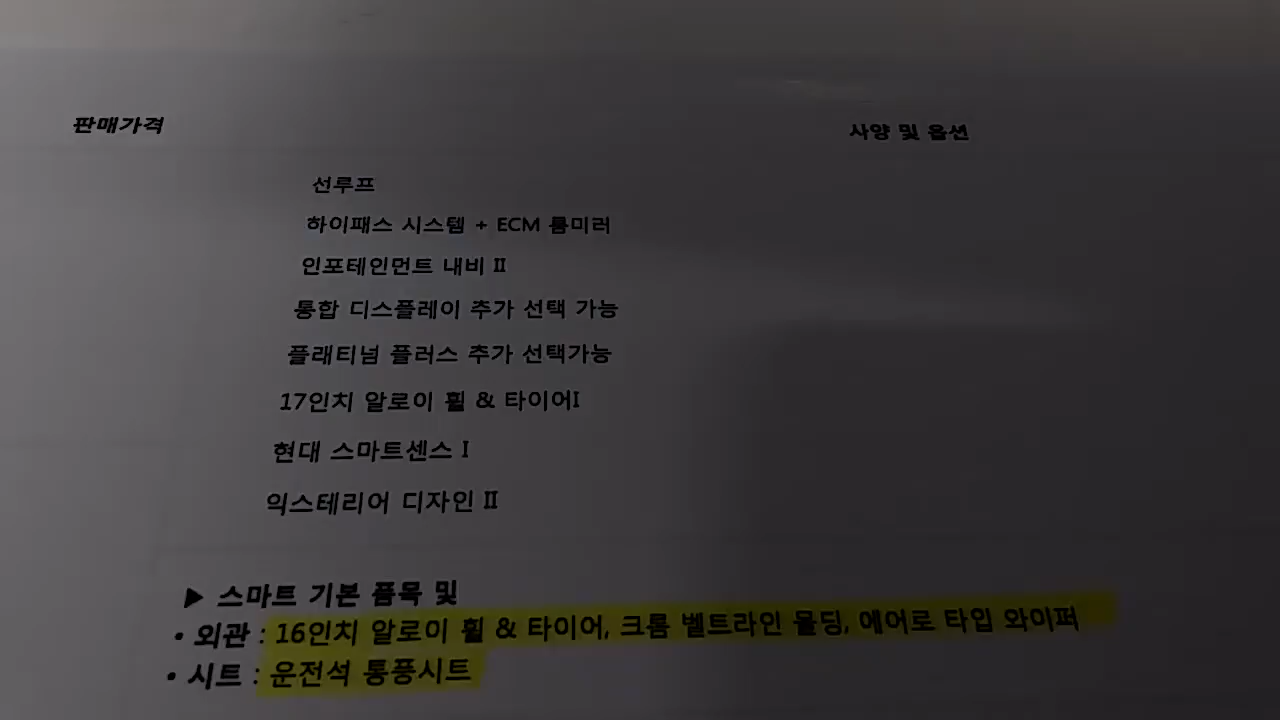 판매가격
사양 및 옵션
선루프
하이패스 시스템 + ECM 룸미러
인포테인먼트 내비 II
통합 디스플레이 추가 선택 가능
플래티넘 플러스 추가 선택가능
17인치 알로이 휠 & 타이어I
현대 스마트센스 I
익스테리어 디자인 II
▶ 스마트 기본 품목 및
• 외관 : 16인치 알로이 휠 & 타이어, 크롬 벨트라인 몰딩, 에어로 타입 와이퍼
• 시트 : 운전석 통풍시트